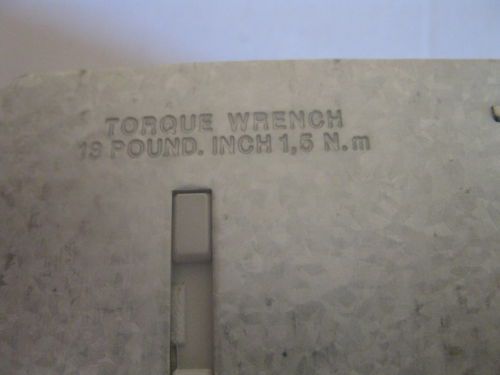 TORQUE WRENCH
13 POUND. INCH 1,5 N.m